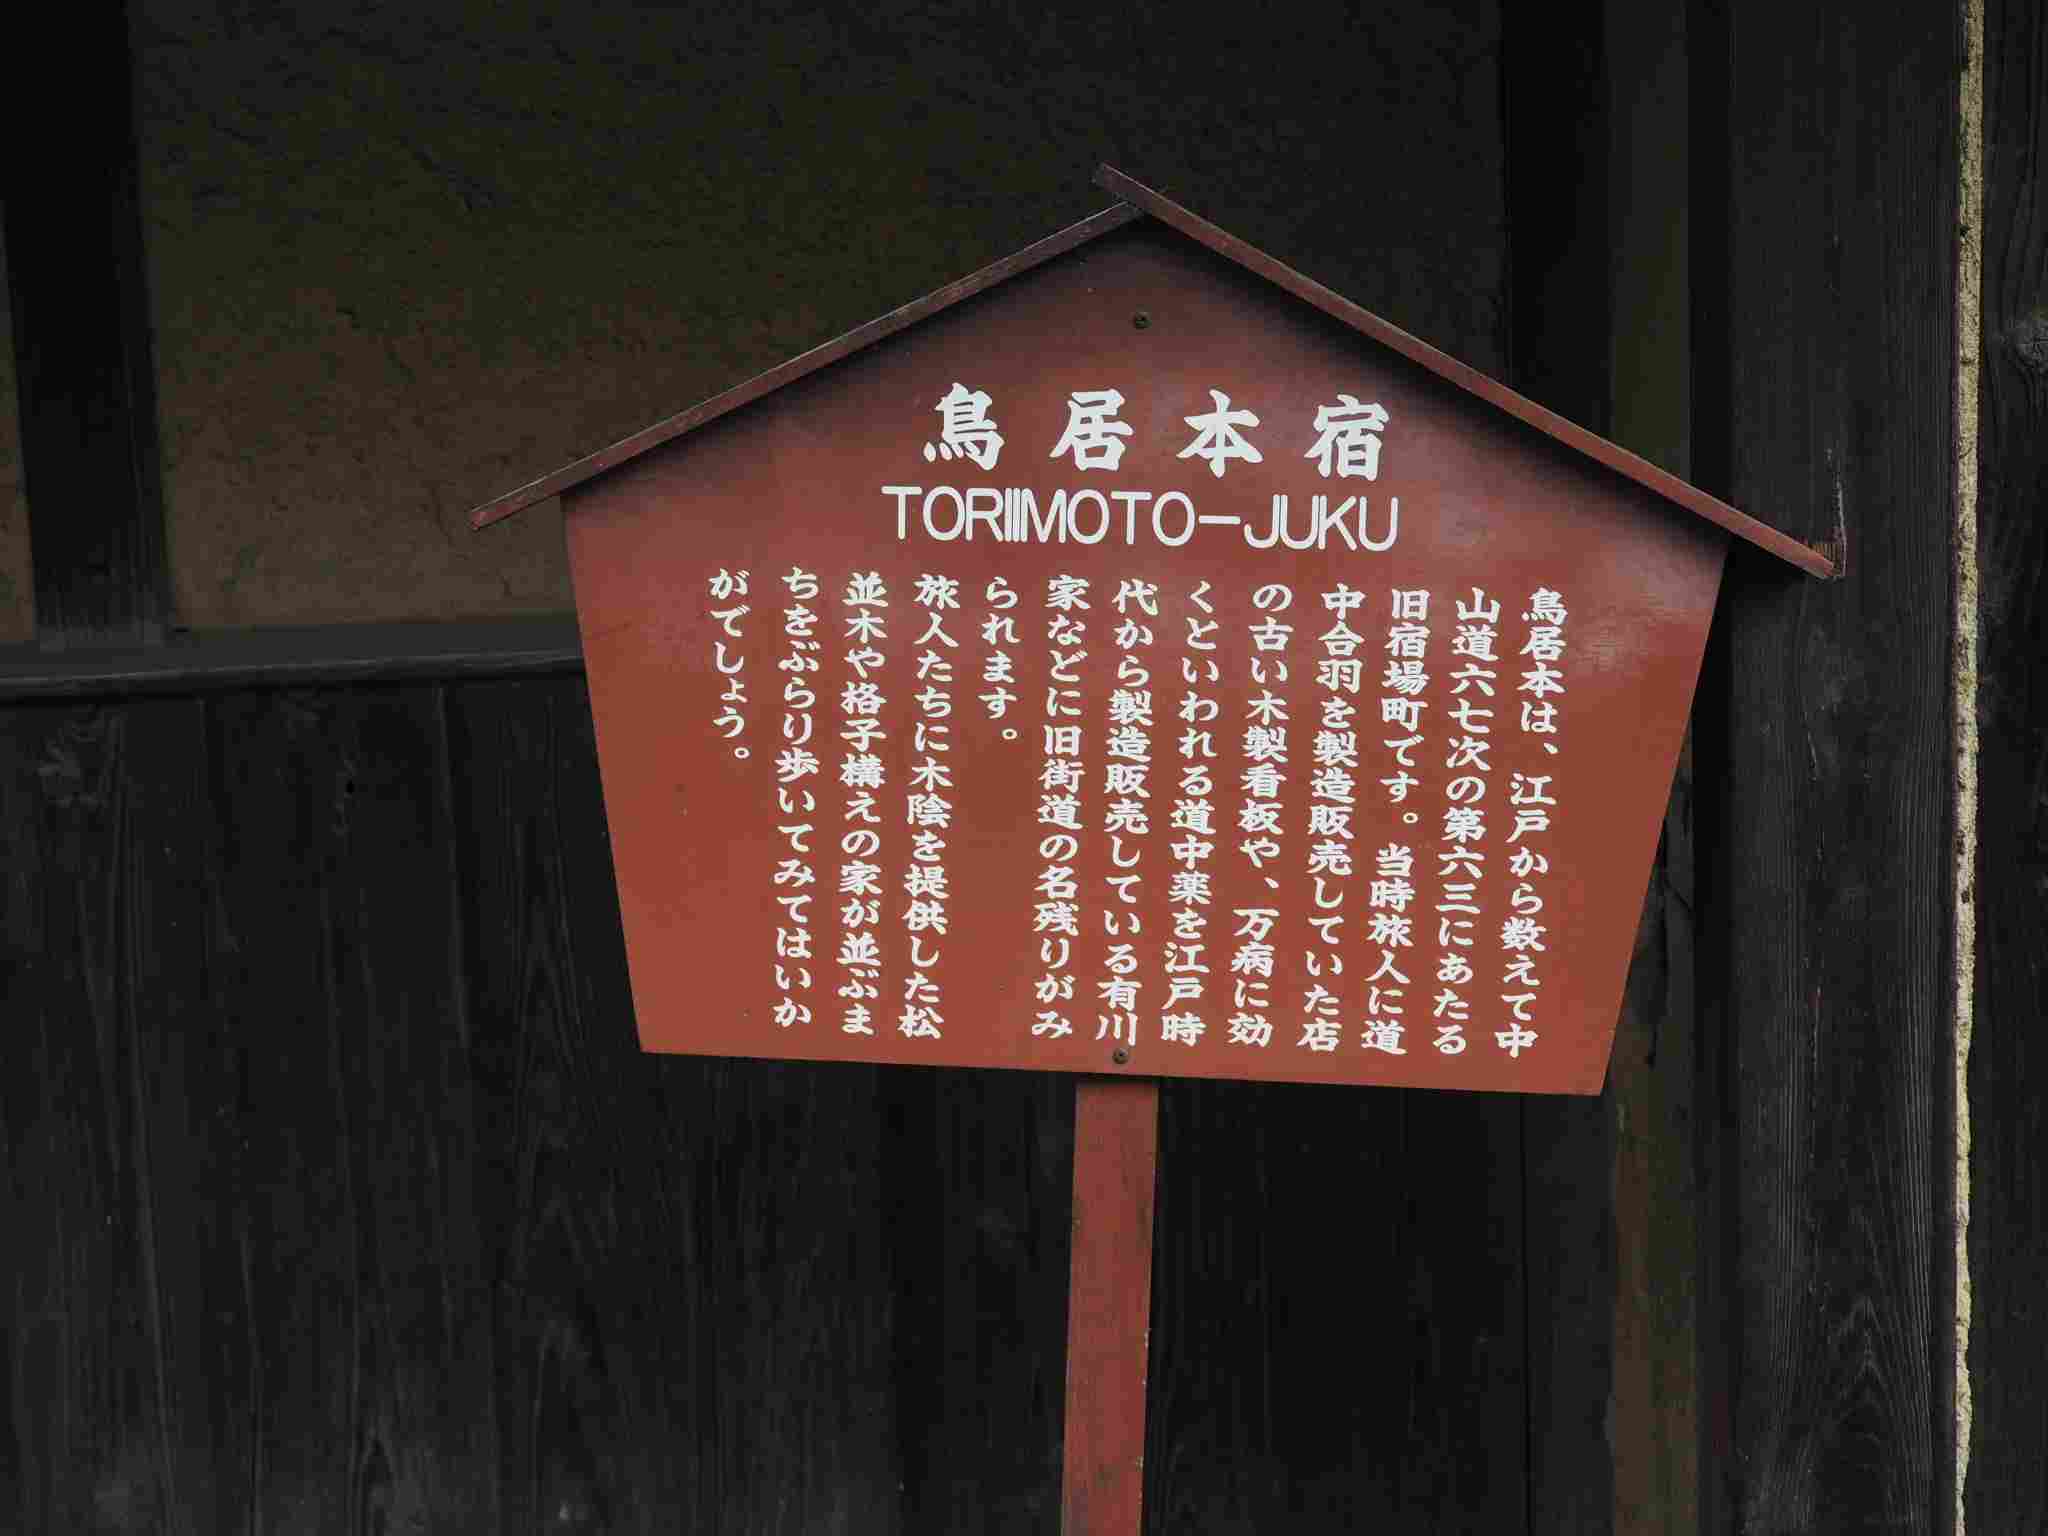 鳥居本宿
TORIIIMOTO-JUKU
鳥居本は、江戸から数えて中
山道六七次の第六三にあたる
旧宿場町です。当時旅人に道
中合羽を製造販売していた店
の古い木製看板や、万病に効
くといわれる道中薬を江戸時
代から製造販売している有川
家などに旧街道の名残りがみ
られます。
旅人たちに木陰を提供した松
並木や格子構えの家が並ぶま
ちをぶらり歩いてみてはいか
がでしょう。